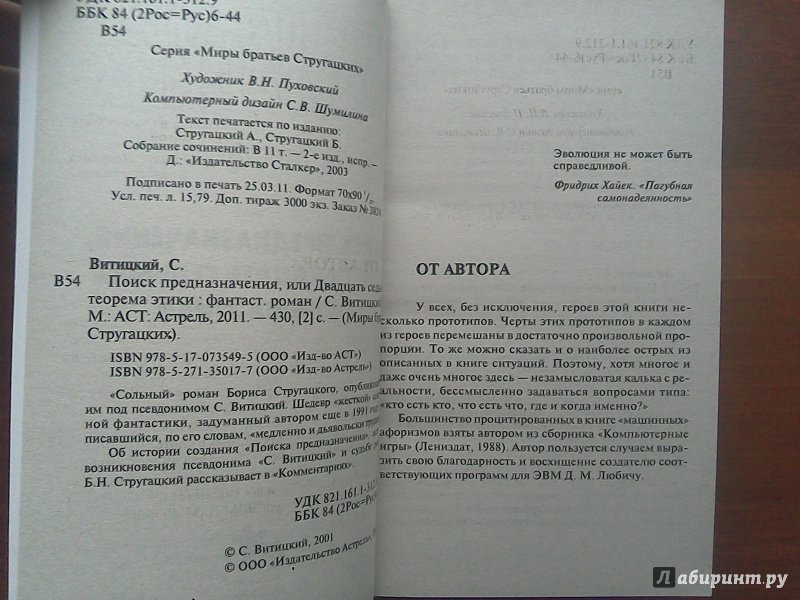 УДК 821.161.1-312.9
ББК 84 (2Рос=Рус)6-44
В54
Серия «Миры братьев Стругацких»
Художник В.Н. Пуховский
Компьютерный дизайн С.В. Шумилина
Текст печатается по изданию:
Стругацкий А., Стругацкий Б.
Собрание сочинений: В 11 т. — 2-е изд., испр. –
Д.: «Издательство Сталкер», 2003
Подписано в печать 25.03.11. Формат 70х90 1/
Усл. печ. л. 15,79. Доп. тираж 3000 экз. Заказ № 3824
Витицкий, С.
В54 Поиск предназначения, или Двадцать
теорема этики : фантаст. роман / С. Витицкий
М.: АСТ: Астрель, 2011. — 430, [2] с. – (Миры
Стругацких).
ISBN 978-5-17-073549-5 (ООО «Изд-во АСТ»)
ISBN 978-5-271-35017-7 (ООО «Изд-во Астрель»)
«Сольный» роман Бориса Стругацкого,
им под псевдонимом С. Витицкий. Шедевр «жесткой»
ной фантастики, задуманный автором еще в 1991
писавшийся, по его словам, «медленно и дьявольски
Об истории создания «Поиска предназначения»,
возникновения псевдонима «С. Витицкий» и судьбе
Б.Н. Стругацкий рассказывает в «Комментариях».
УДК 821.161.1-312
ББК 84 (2Рос=Рус)
© С. Витицкий, 2001
© ООО «Издательство Астрель»
Эволюция не может быть
справедливой.
Фридрих Хайек. «Пагубная
самонадеянность»
ОТ АВТОРА
У всех, без исключения, героев этой книги не-
сколько прототипов. Черты этих прототипов в каждом
из героев перемешаны в достаточно произвольной про-
порции. То же можно сказать и о наиболее острых из
описанных в книге ситуаций. Поэтому, хотя многое и
даже очень многое здесь — незамысловатая калька с ре-
альности, бессмысленно задаваться вопросами типа:
«кто есть кто, что есть что, где и когда именно?»
Большинство процитированных в книге «машинных»
афоризмов взяты автором из сборника «Компьютерные
игры» (Лениздат, 1988). Автор пользуется случаем выра-
зить свою благодарность и восхищение создателю соот-
ветствующих программ для ЭВМ Д. М. Любичу.
Лабиринт.ру